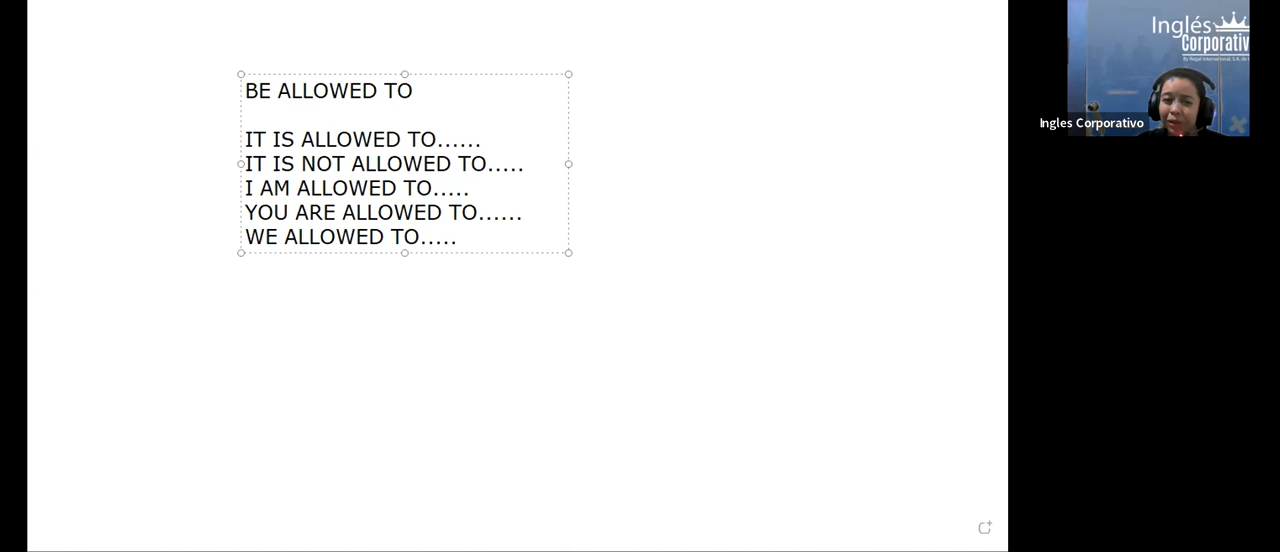 BE ALLOWED TO
IT IS ALLOWED TO......
IT IS NOT ALLOWED TO.....
I AM ALLOWED TO.....
YOU ARE ALLOWED TO......
WE ALLOWED TO.....
Inglés
Corporativ
Ingles Corporativo